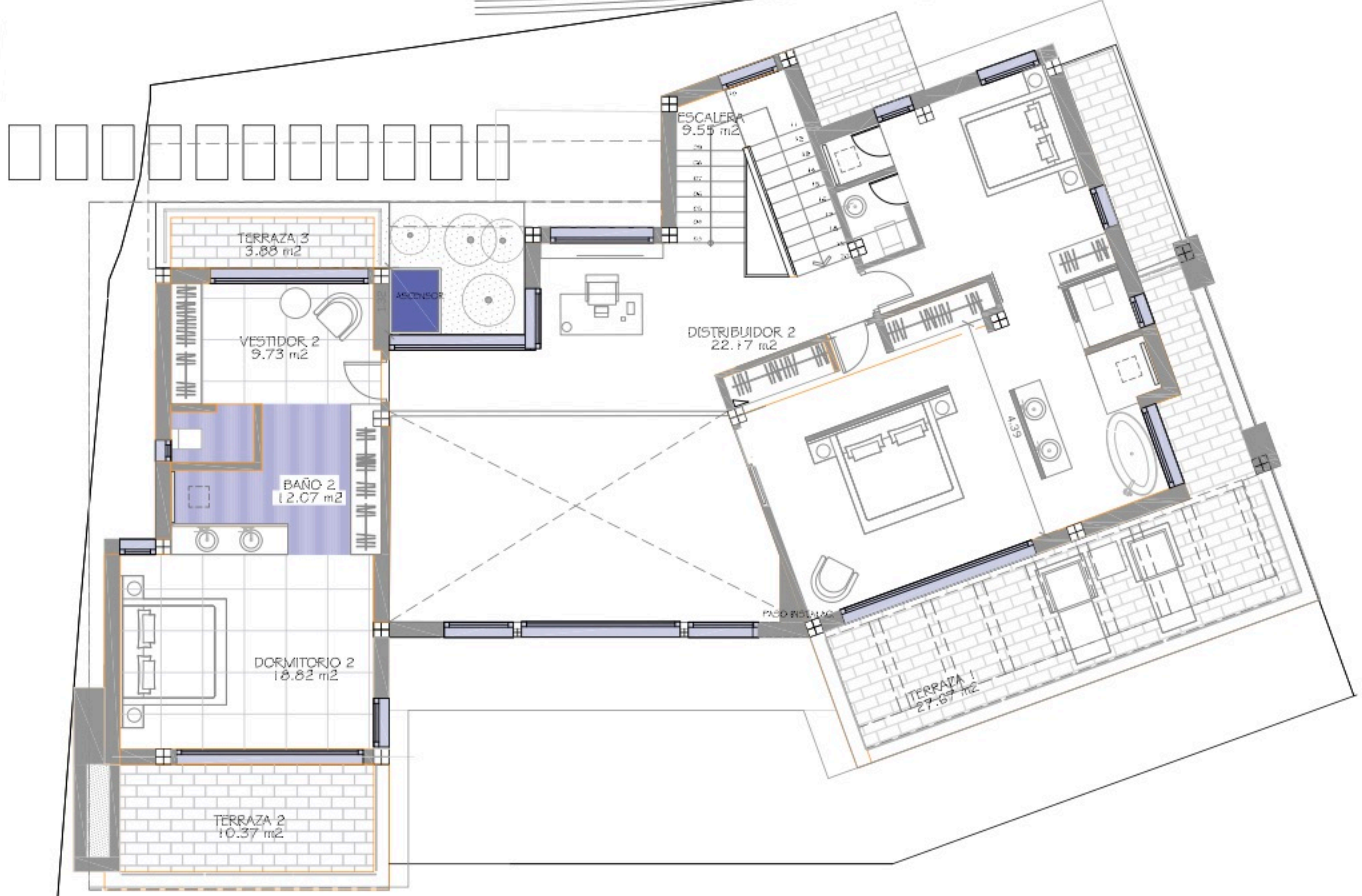 ESCALERA
9.55 m2
TERRAZA 3
3.88 m2
ASCENSOR
VESTIDOR 2
9.73 m2
DISTRIBUIDOR 2
22.17 m2
4.39
BAÑO 2
12.07 m2
PASO INSTALAC.
DORMITORIO 2
18.82 m2
TERRAZA 1
27.67 m2
TERRAZA 2
10.37 m2